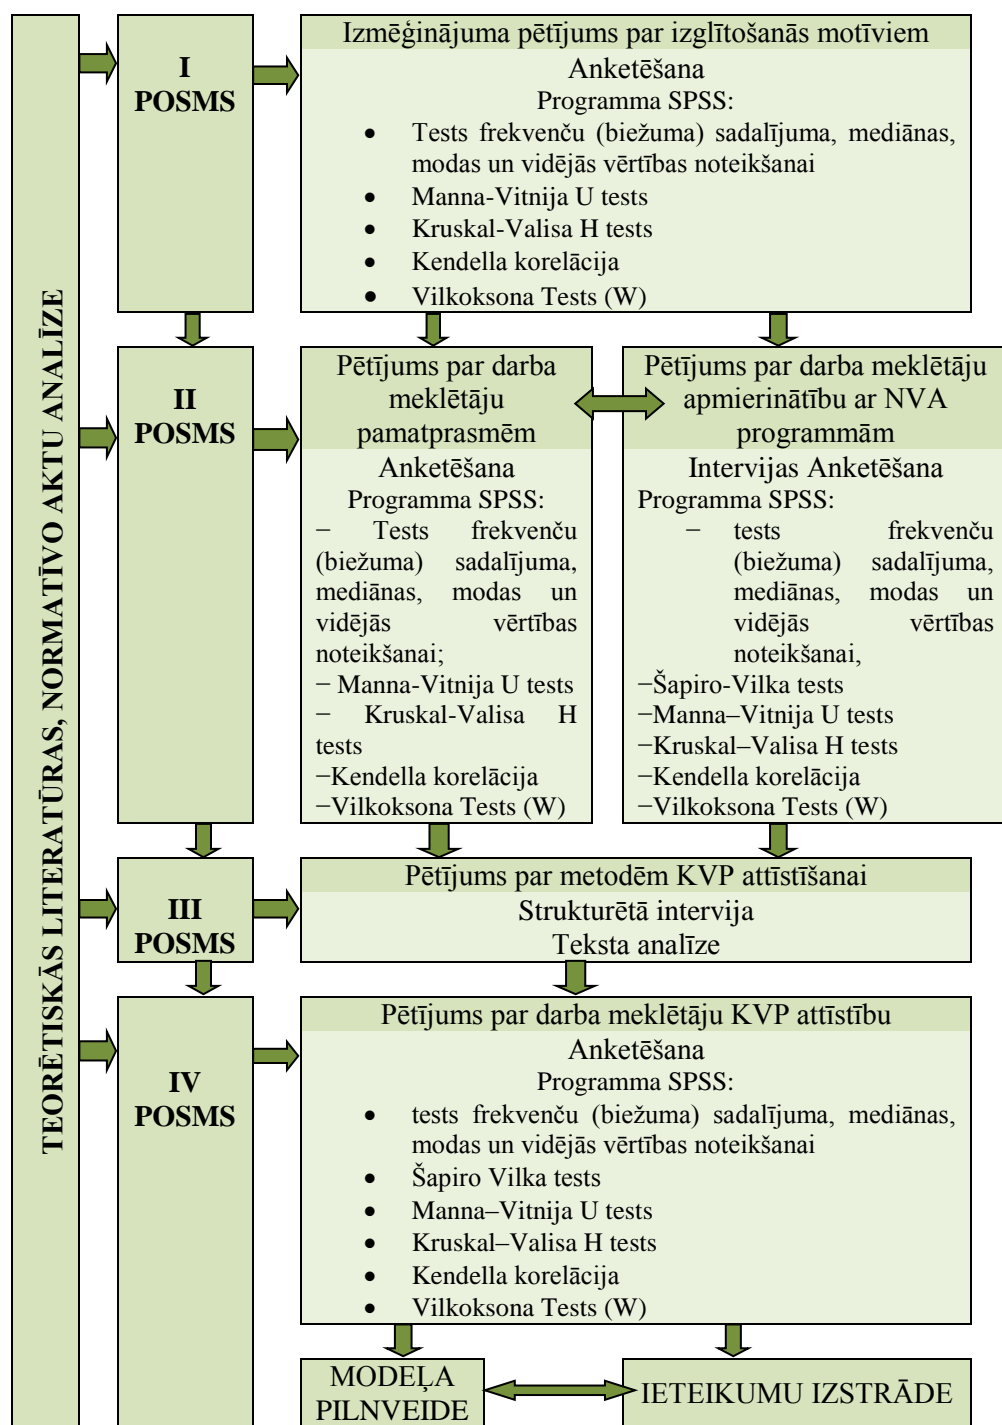 TEORĒTISKĀS LITERATŪRAS, NORMATĪVO AKTU ANALĪZE
I
POSMS
Izmēģinājuma pētījums par izglītošanās motīviem
Anketēšana
Programma SPSS:
• Tests frekvenču (biežuma) sadalījuma, mediānas,
modas un vidējās vērtības noteikšanai
• Manna-Vitnija U tests
• Kruskal-Valisa H tests
• Kendella korelācija
• Vilkoksona Tests (W)
II
POSMS
Pētījums par darba
meklētāju
pamatprasmēm
Anketēšana
Programma SPSS:
− Tests frekvenču
(biežuma) sadalījuma,
mediānas, modas un
vidējās vērtības
noteikšanai;
− Manna-Vitnija U tests
− Kruskal-Valisa H
tests
−Kendella korelācija
−Vilkoksona Tests (W)
Pētījums par darba meklētāju
apmierinātību ar NVA
programmām
Intervijas Anketēšana
Programma SPSS:
− tests frekvenču
(biežuma) sadalījuma,
mediānas, modas un
vidējās vērtības
noteikšanai,
−Šapiro-Vilka tests
−Manna–Vitnija U tests
−Kruskal–Valisa H tests
−Kendella korelācija
−Vilkoksona Tests (W)
III
POSMS
Pētījums par metodēm KVP attīstīšanai
Strukturētā intervija
Teksta analīze
IV
POSMS
Pētījums par darba meklētāju KVP attīstību
Anketēšana
Programma SPSS:
• tests frekvenču (biežuma) sadalījuma, mediānas,
modas un vidējās vērtības noteikšanai
• Šapiro Vilka tests
• Manna–Vitnija U tests
• Kruskal–Valisa H tests
• Kendella korelācija
• Vilkoksona Tests (W)
MODEĻA
PILNVEIDE
IETEIKUMU IZSTRĀDE